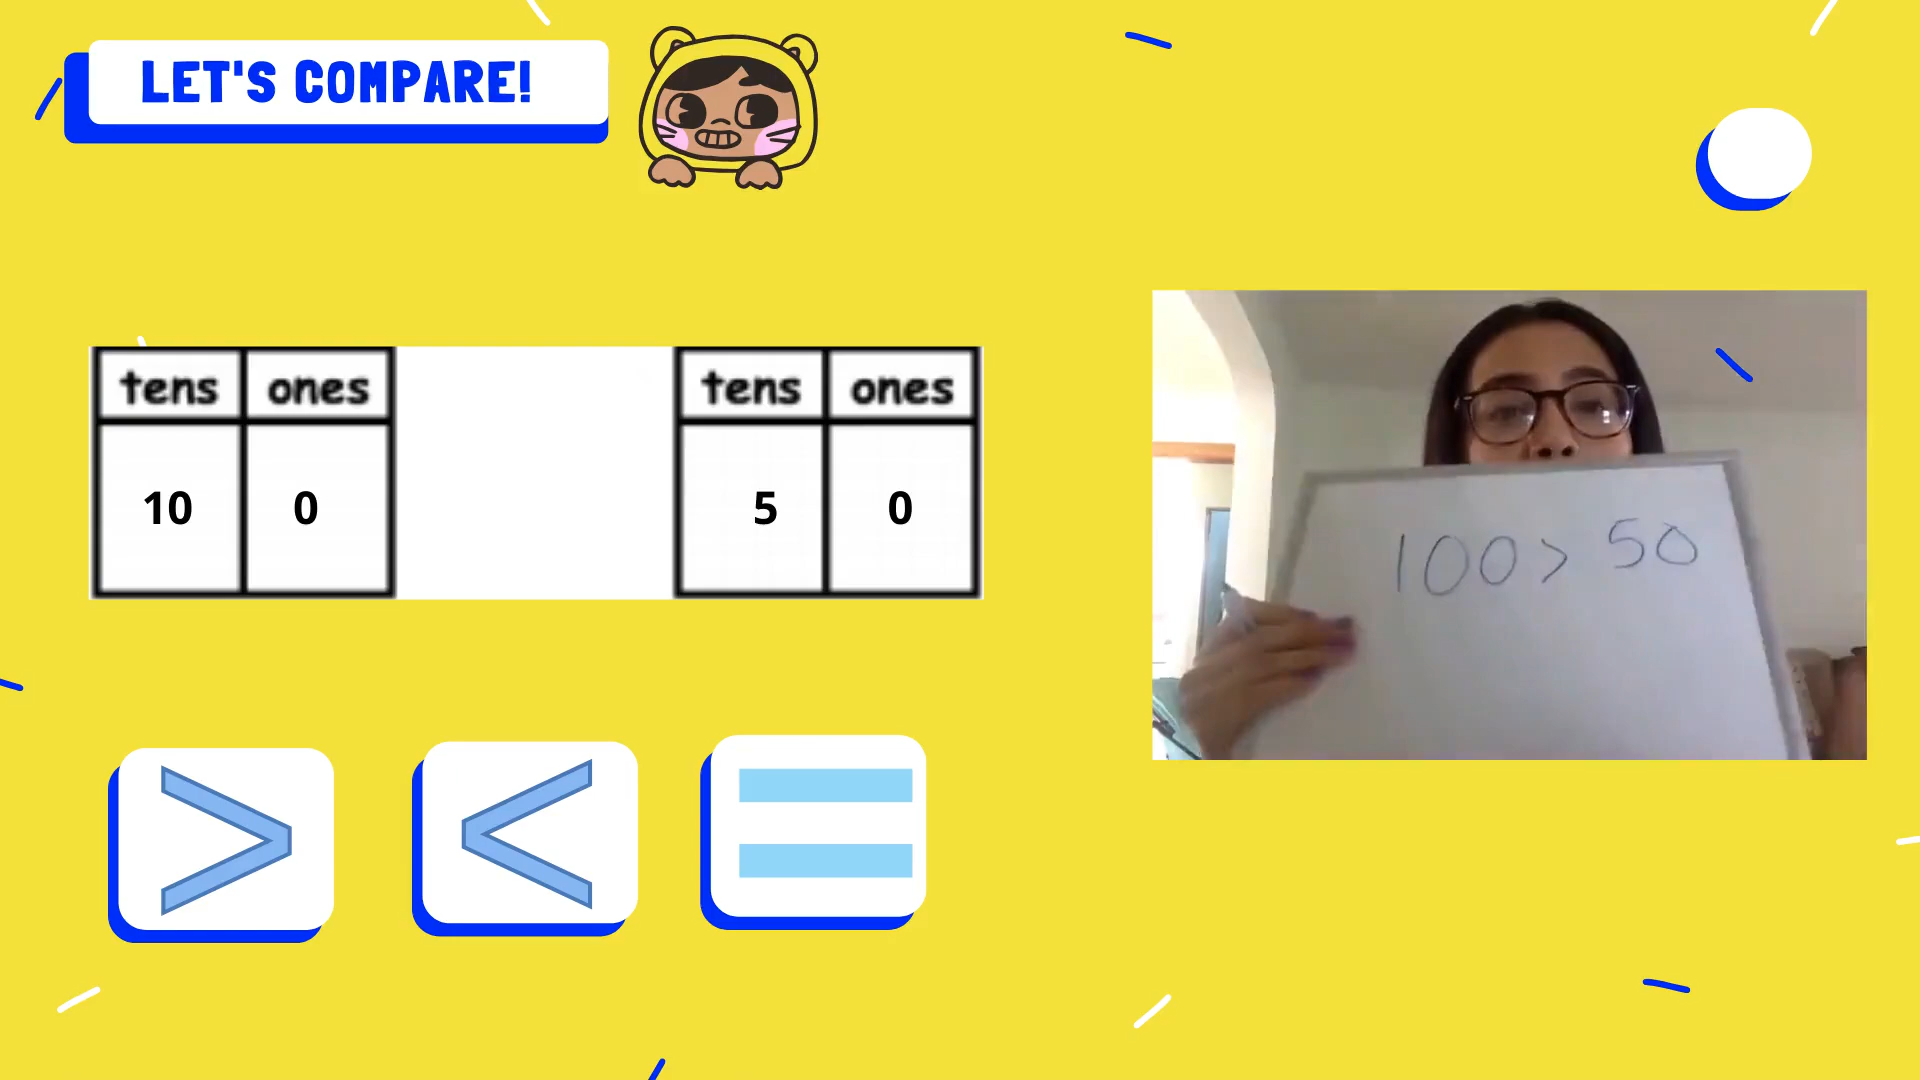 LET'S COMPARE!
tens ones
10 0
tens ones
5 0
100 > 50
> < =